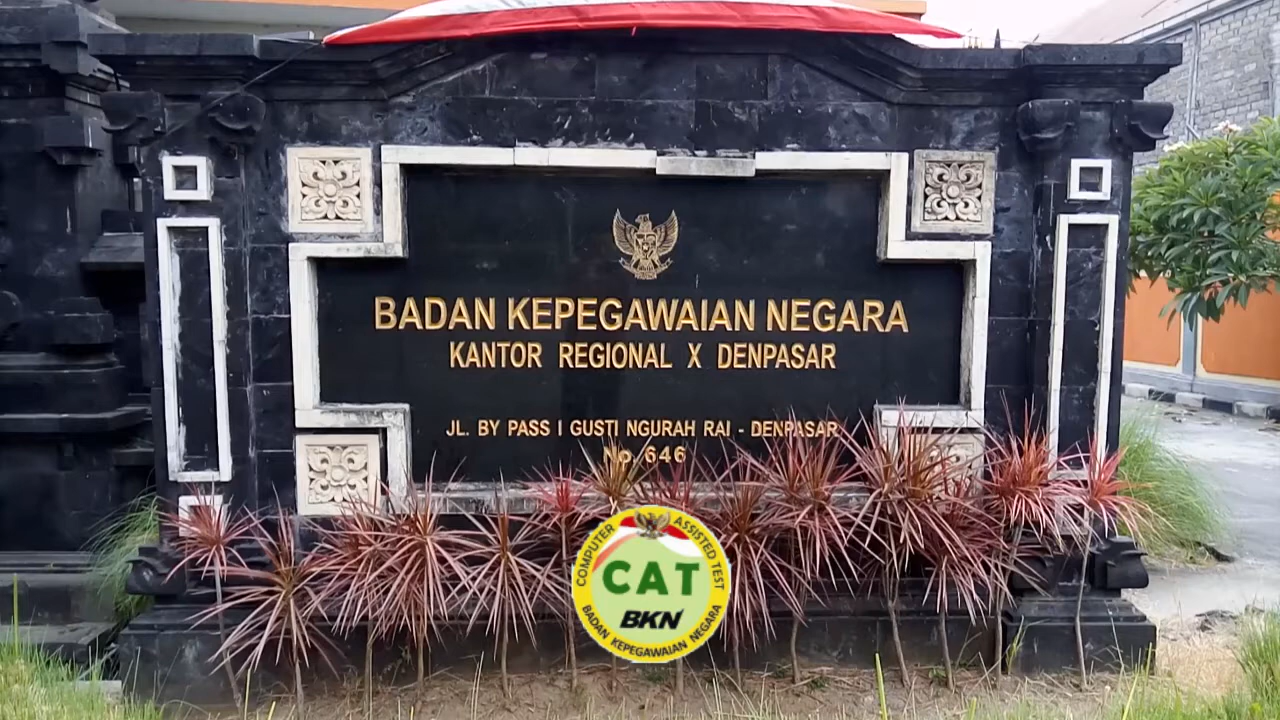 BADAN KEPEGAWAIAN NEGARA
KANTOR REGIONAL X DENPASAR
JL. BY PASS I GUSTI NGURAH RAI - DENPASAR
No. 646
COMPUTER ASSISTED TEST
CAT
BKN
BADAN KEPEGAWAIAN NEGARA